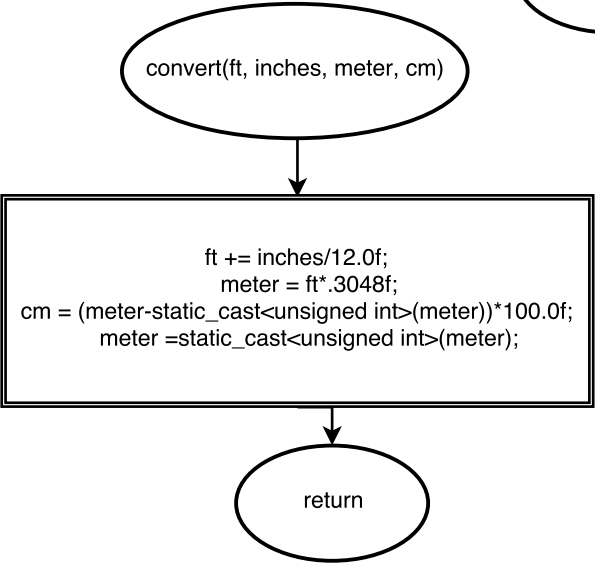 convert(ft, inches, meter, cm)
ft += inches/12.0f;
meter = ft*.3048f;
cm = (meter-static_cast<unsigned int>(meter))*100.0f;
meter =static_cast<unsigned int>(meter);
return